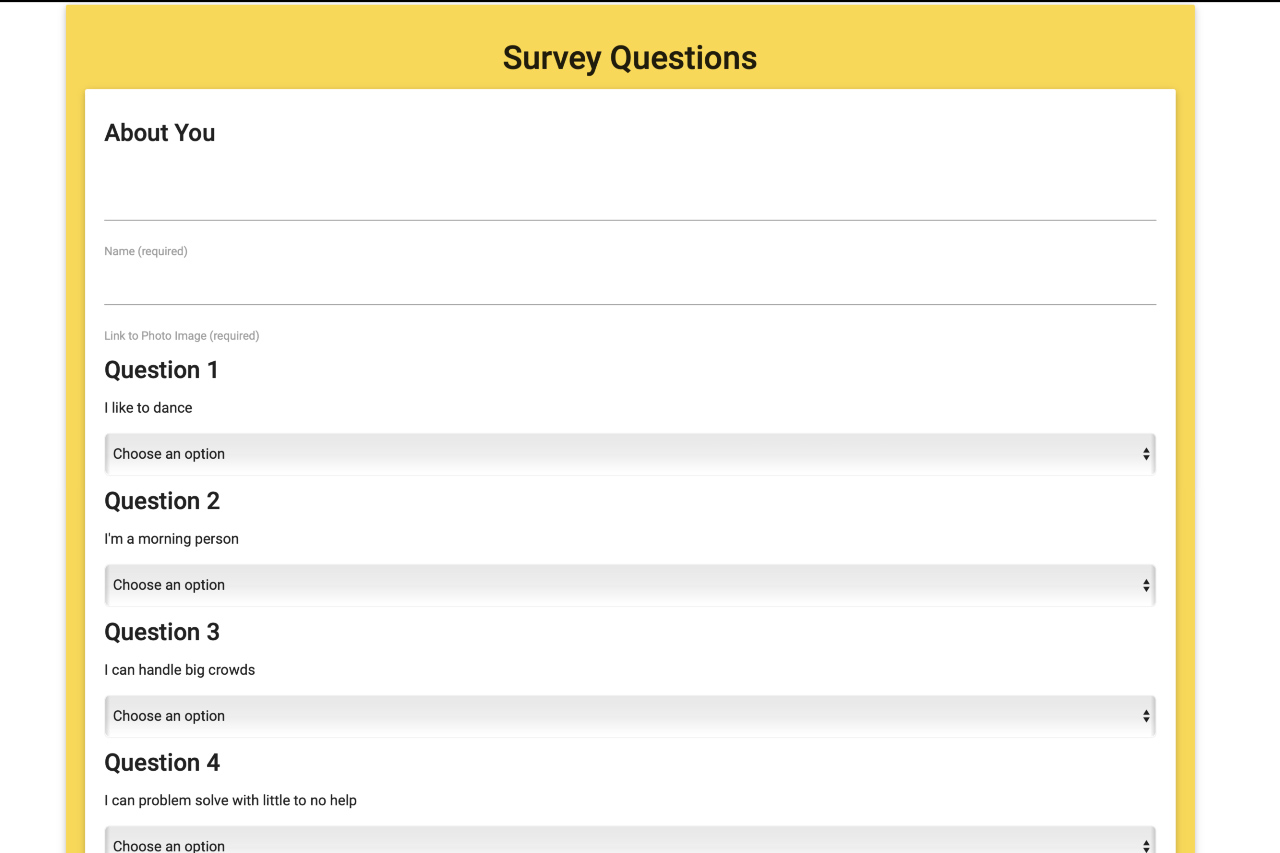 Survey Questions
About You
Name (required)
Link to Photo Image (required)
Question 1
I like to dance
Choose an option
Question 2
I'm a morning person
Choose an option
Question 3
I can handle big crowds
Choose an option
Question 4
I can problem solve with little to no help
Choose an option